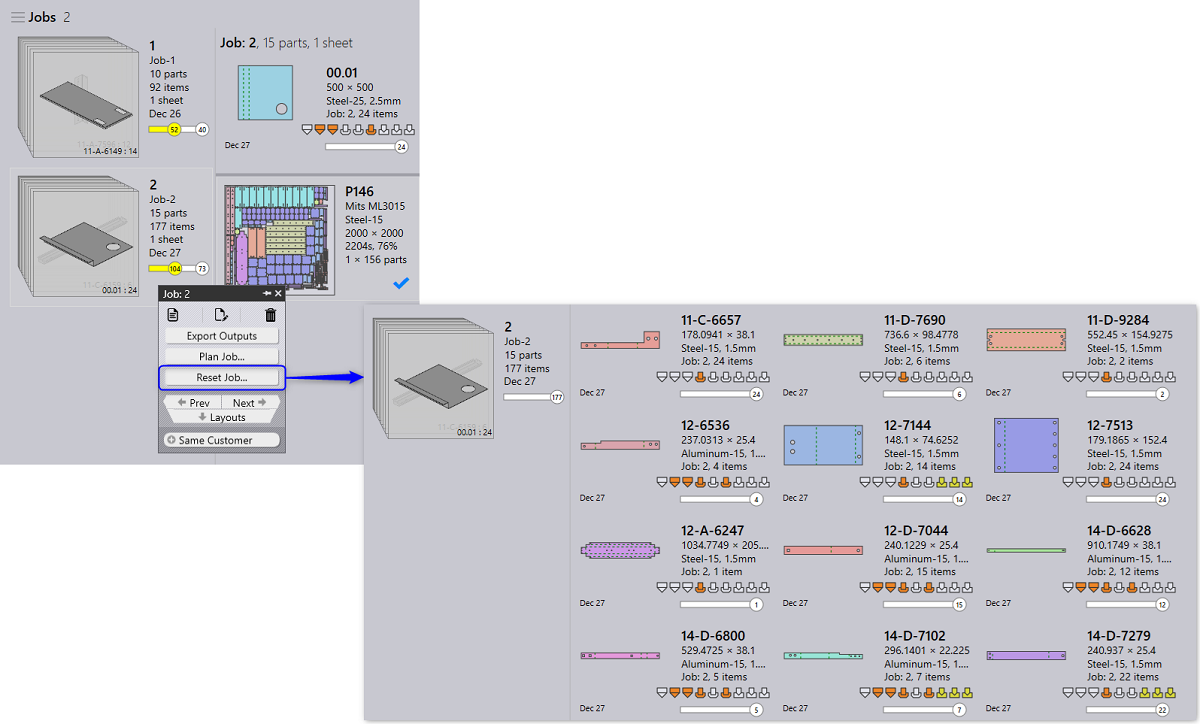 Jobs 2
1
Job-1
10 parts
92 items
1 sheet
Dec 26
52
40
11-A-6149 : 14
2
Job-2
15 parts
177 items
1 sheet
Dec 27
104
73
00.01 : 24
Job: 2, 15 parts, 1 sheet
00.01
500 × 500
Steel-25, 2.5mm
Job: 2, 24 items
Dec 27
24
P146
Mits ML3015
Steel-15
2000 × 2000
2204s, 76%
1 × 156 parts
Job: 2
Export Outputs
Plan Job...
Reset Job...
Prev
Next
Layouts
Same Customer
2
Job-2
15 parts
177 items
Dec 27
177
00.01 : 24
11-C-6657
178.0941 × 38.1
Steel-15, 1.5mm
Job: 2, 24 items
Dec 27
24
11-D-7690
736.6 × 98.4778
Steel-15, 1.5mm
Job: 2, 6 items
Dec 27
6
11-D-9284
552.45 × 154.9275
Steel-15, 1.5mm
Job: 2, 2 items
Dec 27
2
12-6536
237.0313 × 25.4
Aluminum-15, 1....
Job: 2, 4 items
Dec 27
4
12-7144
148.1 × 74.6252
Steel-15, 1.5mm
Job: 2, 14 items
Dec 27
14
12-7513
179.1865 × 152.4
Steel-15, 1.5mm
Job: 2, 24 items
Dec 27
24
12-A-6247
1034.7749 × 205....
Steel-15, 1.5mm
Job: 2, 1 item
Dec 27
1
12-D-7044
240.1229 × 25.4
Aluminum-15, 1....
Job: 2, 15 items
Dec 27
15
14-D-6628
910.1749 × 38.1
Aluminum-15, 1....
Job: 2, 12 items
Dec 27
12
14-D-6800
529.4725 × 38.1
Aluminum-15, 1....
Job: 2, 5 items
Dec 27
5
14-D-7102
296.1401 × 22.225
Aluminum-15, 1....
Job: 2, 7 items
Dec 27
7
14-D-7279
240.937 × 25.4
Steel-15, 1.5mm
Job: 2, 22 items
Dec 27
22